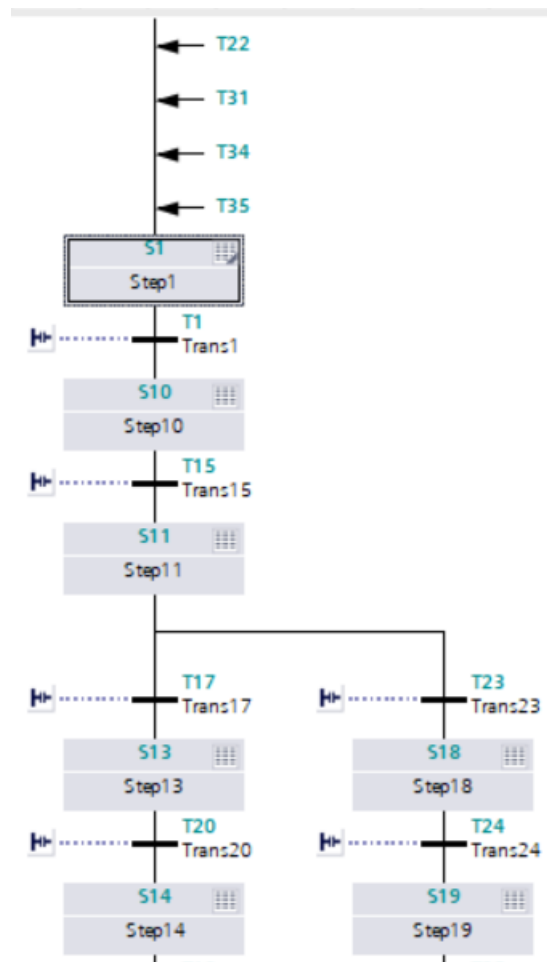 T22
T31
T34
T35
S1
Step1
T1
Trans1
S10
Step10
T15
Trans15
S11
Step11
T17
Trans17
T23
Trans23
S13
Step13
S18
Step18
T20
Trans20
T24
Trans24
S14
Step14
S19
Step19